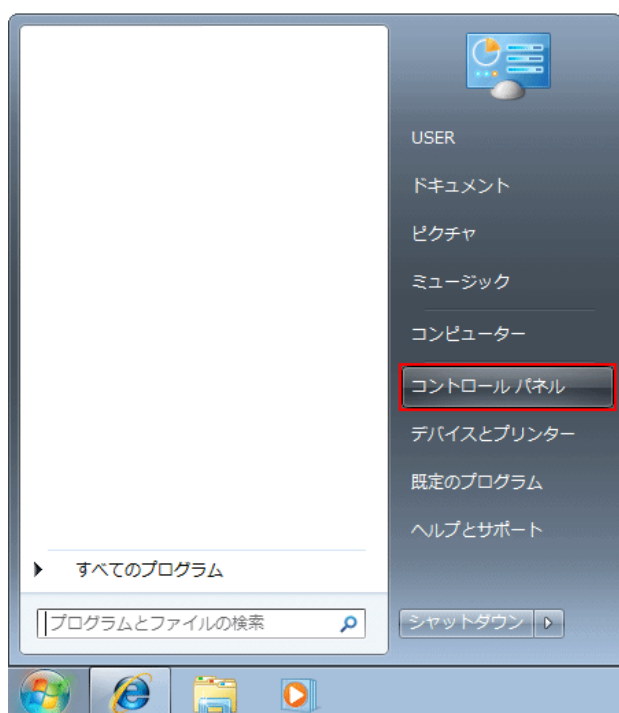 USER
ドキュメント
ピクチャ
ミュージック
コンピューター
コントロール パネル
デバイスとプリンター
既定のプログラム
ヘルプとサポート
すべてのプログラム
プログラムとファイルの検索
シャットダウン